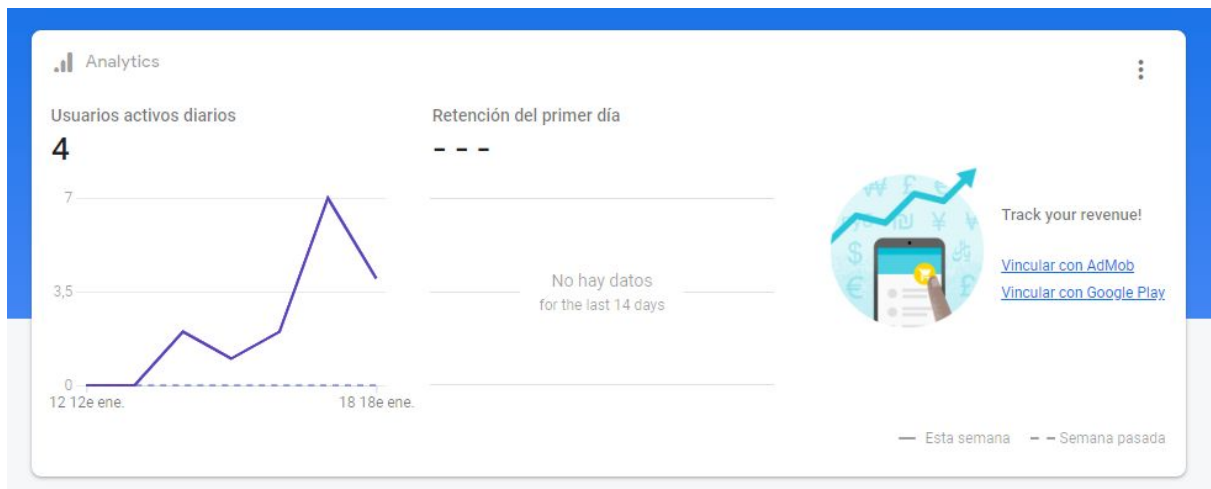 Analytics
Usuarios activos diarios
4
7
3,5
0
12 12e ene.
18 18e ene.
Retención del primer día
- - -
No hay datos
for the last 14 days
Track your revenue!
Vincular con AdMob
Vincular con Google Play
Esta semana
Semana pasada